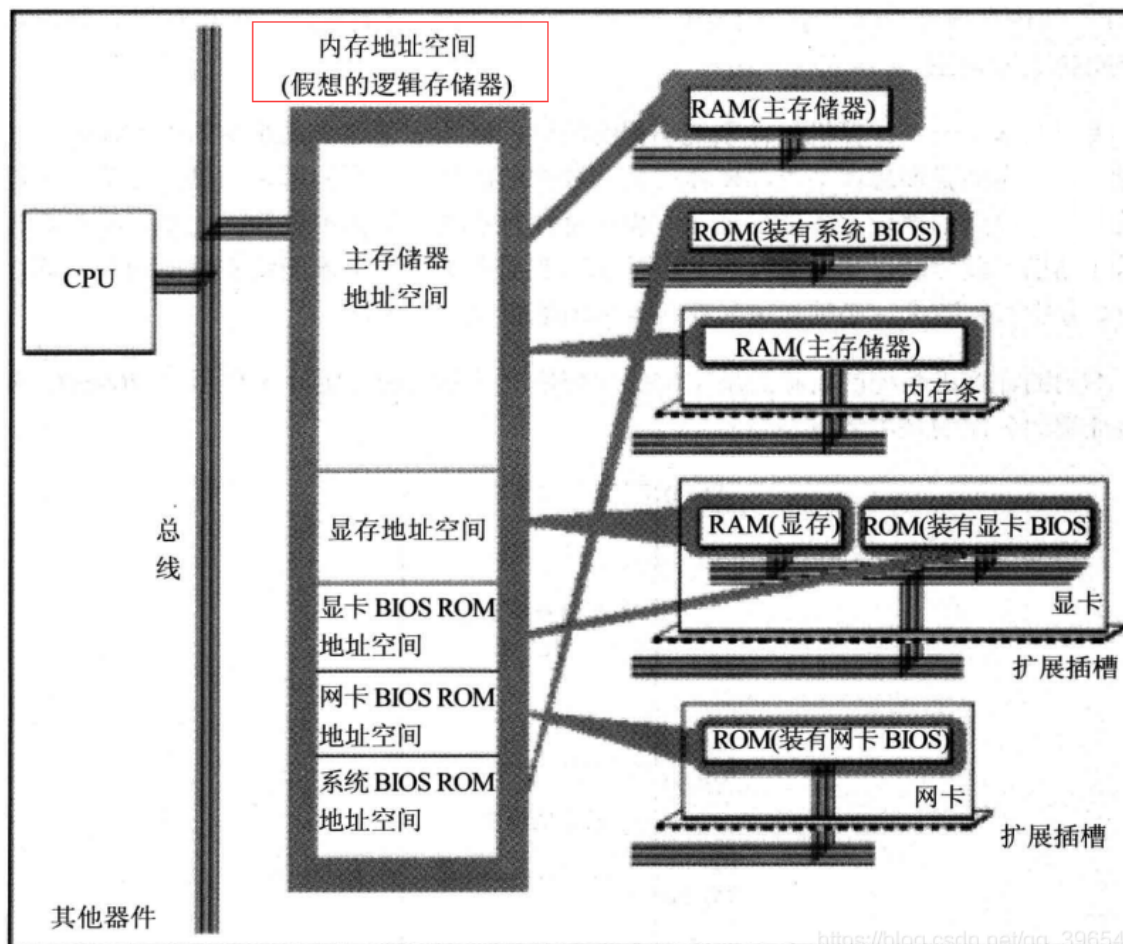 内存地址空间
(假想的逻辑存储器)
RAM(主存储器)
ROM(装有系统 BIOS)
CPU
主存储器
地址空间
RAM(主存储器)
内存条
总
线
显存地址空间
RAM(显存)
ROM(装有显卡 BIOS)
显卡
扩展插槽
显卡 BIOS ROM
地址空间
网卡 BIOS ROM
地址空间
ROM(装有网卡 BIOS)
网卡
扩展插槽
系统 BIOS ROM
地址空间
其他器件
https://blog.csdn.net/qq_39654